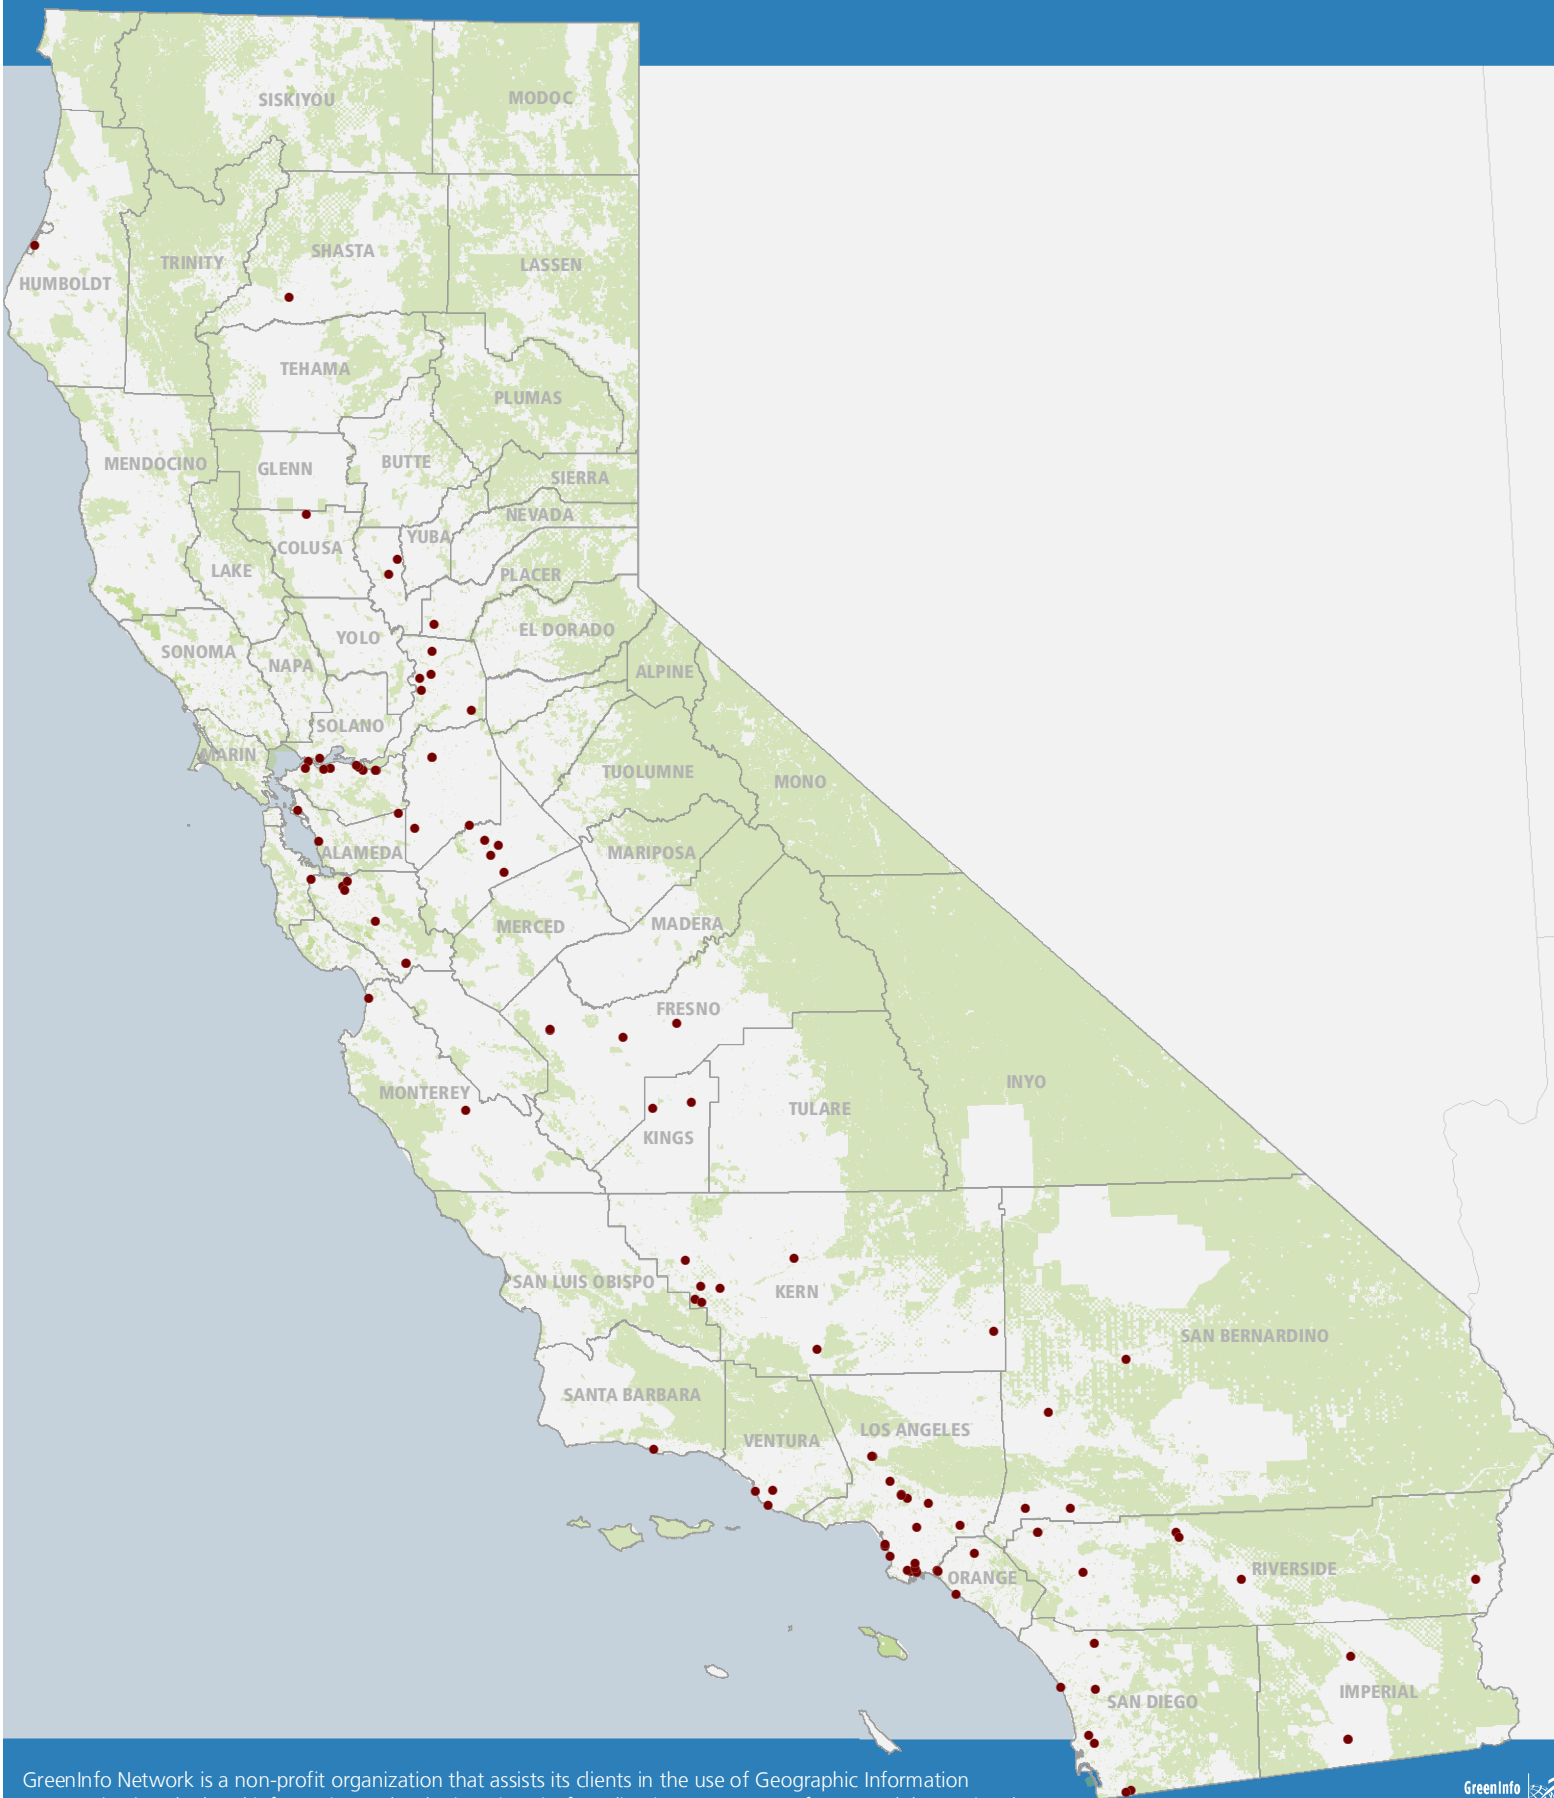 SISKIYOU
MODOC
SHASTA
TRINITY
LASSEN
HUMBOLDT
TEHAMA
PLUMAS
MENDOCINO
GLENN
BUTTE
SIERRA
NEVADA
YUBA
COLUSA
LAKE
PLACER
EL DORADO
YOLO
SONOMA
NAPA
ALPINE
SOLANO
MARIN
TUOLUMNE
MONO
ALAMEDA
MARIPOSA
MERCED
MADERA
FRESNO
INYO
MONTEREY
TULARE
KINGS
SAN LUIS OBISPO
KERN
SAN BERNARDINO
SANTA BARBARA
LOS ANGELES
VENTURA
RIVERSIDE
ORANGE
IMPERIAL
SAN DIEGO
GreenInfo Network is a non-profit organization that assists its clients in the use of Geographic Information
GreenInfo